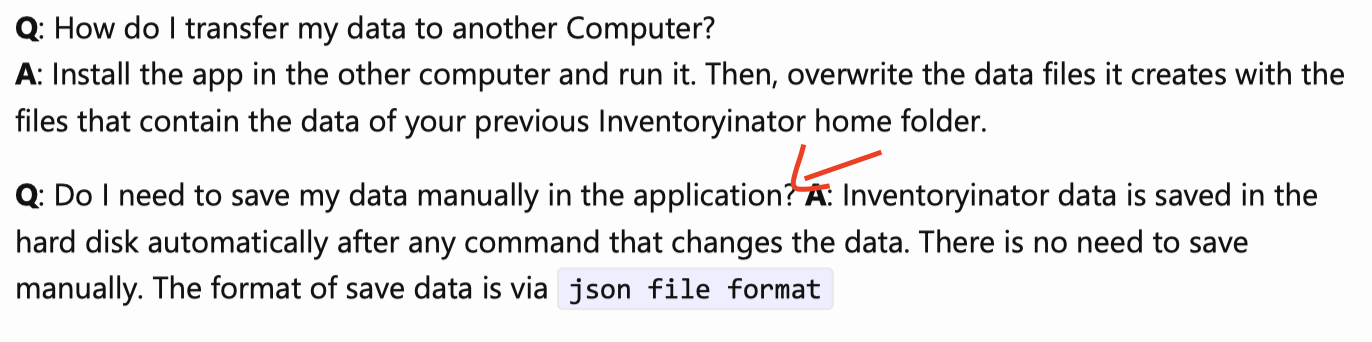 Q: How do I transfer my data to another Computer?
A: Install the app in the other computer and run it. Then, overwrite the data files it creates with the
files that contain the data of your previous Inventoryinator home folder.
Q: Do I need to save my data manually in the application? A: Inventoryinator data is saved in the
hard disk automatically after any command that changes the data. There is no need to save
manually. The format of save data is via json file format